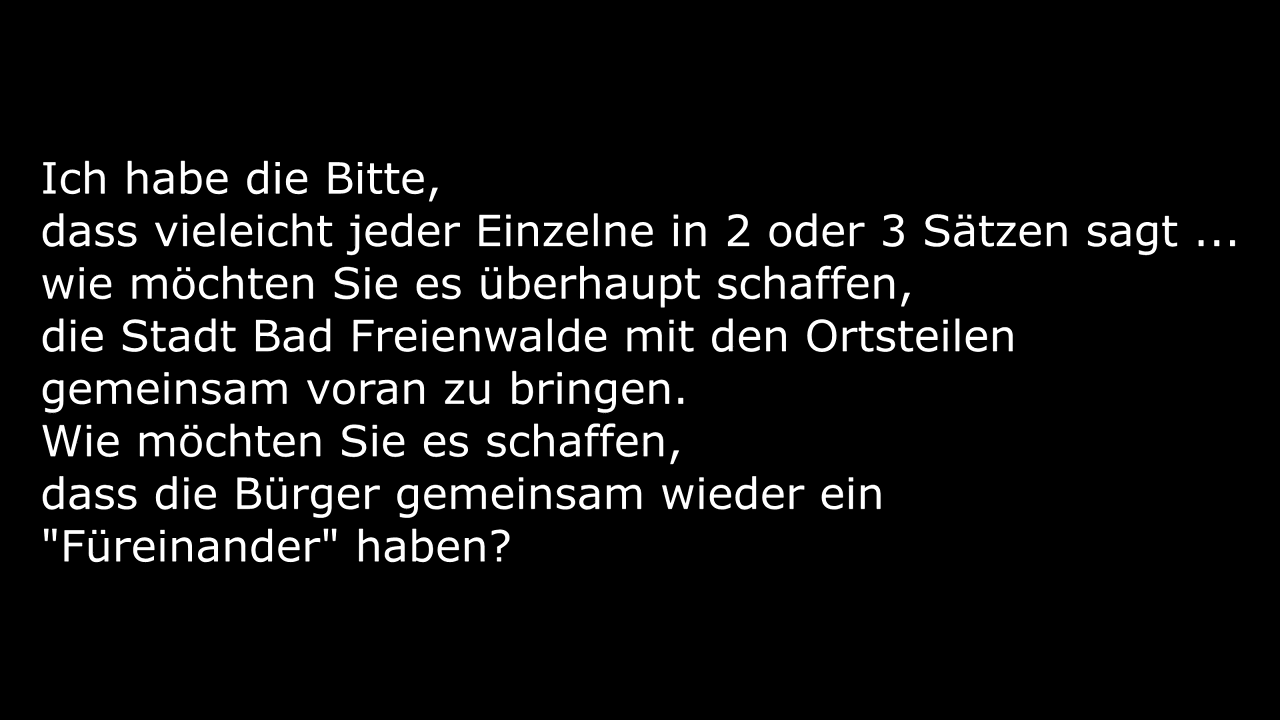 Ich habe die Bitte,
dass vieleicht jeder Einzelne in 2 oder 3 Sätzen sagt ...
wie möchten Sie es überhaupt schaffen,
die Stadt Bad Freienwalde mit den Ortsteilen
gemeinsam voran zu bringen.
Wie möchten Sie es schaffen,
dass die Bürger gemeinsam wieder ein
"Füreinander" haben?